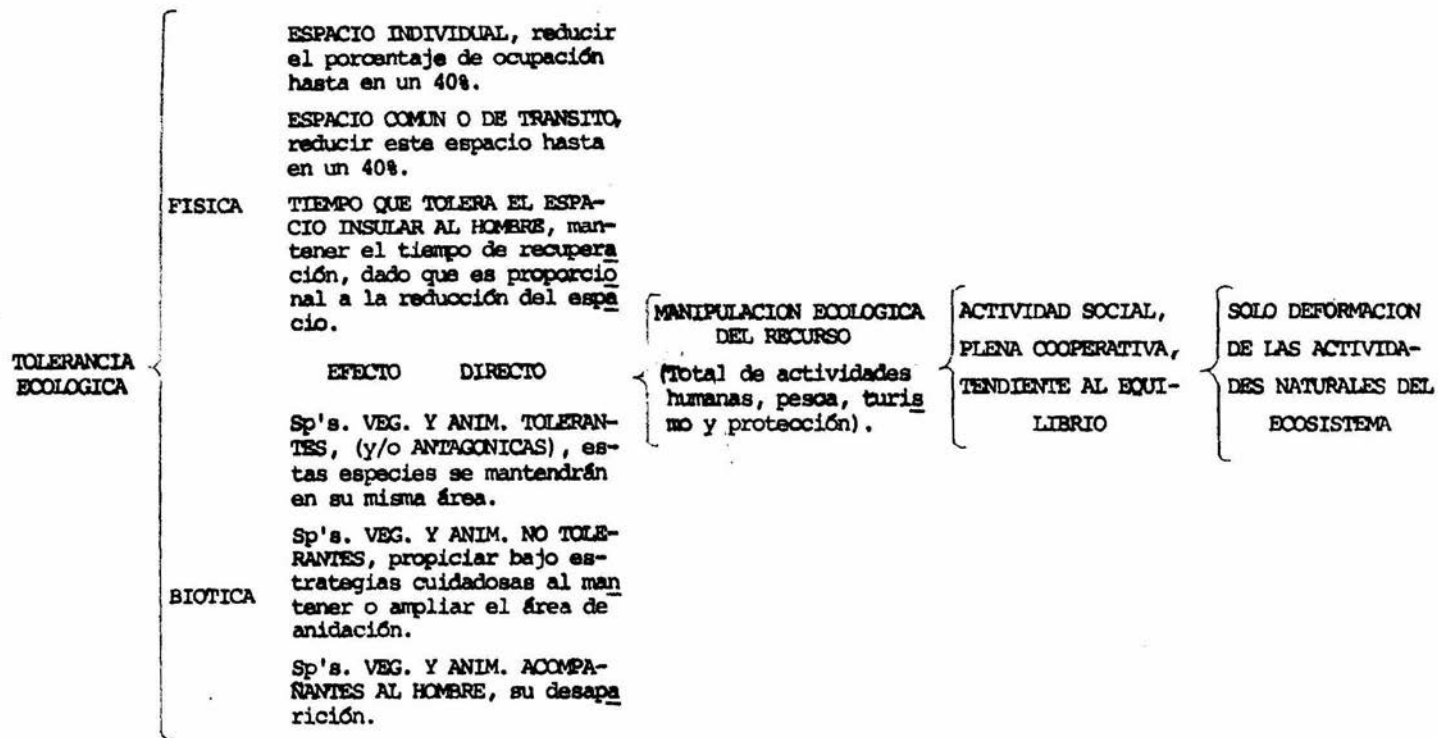 TOLERANCIA
ECOLOGICA
FISICA
ESPACIO INDIVIDUAL, reducir
el porcentaje de ocupación
hasta en un 40%.
ESPACIO COMUN O DE TRANSITO,
reducir este espacio hasta
en un 40%.
TIEMPO QUE TOLERA EL ESPA-
CIO INSULAR AL HOMBRE, man-
tener el tiempo de recupera
ción, dado que es proporcio
nal a la reducción del espa
cio.
EFECTO DIRECTO
BIOTICA
Sp's. VEG. Y ANIM. TOLERAN-
TES, (y/o ANTAGONICAS), es-
tas especies se mantendrán
en su misma área.
Sp's. VEG. Y ANIM. NO TOLE-
RANTES, propiciar bajo es-
trategias cuidadosas al man
tener o ampliar el área de
anidación.
Sp's. VEG. Y ANIM. ACOMPA-
ÑANTES AL HOMBRE, su desapa
rición.
MANIPULACION ECOLOGICA
DEL RECURSO
(Total de actividades
humanas, pesca, turis
mo y protección).
ACTIVIDAD SOCIAL,
PLENA COOPERATIVA,
TENDIENTE AL EQUI-
LIBRIO
SOLO DEFORMACION
DE LAS ACTIVIDA-
DES NATURALES DEL
ECOSISTEMA